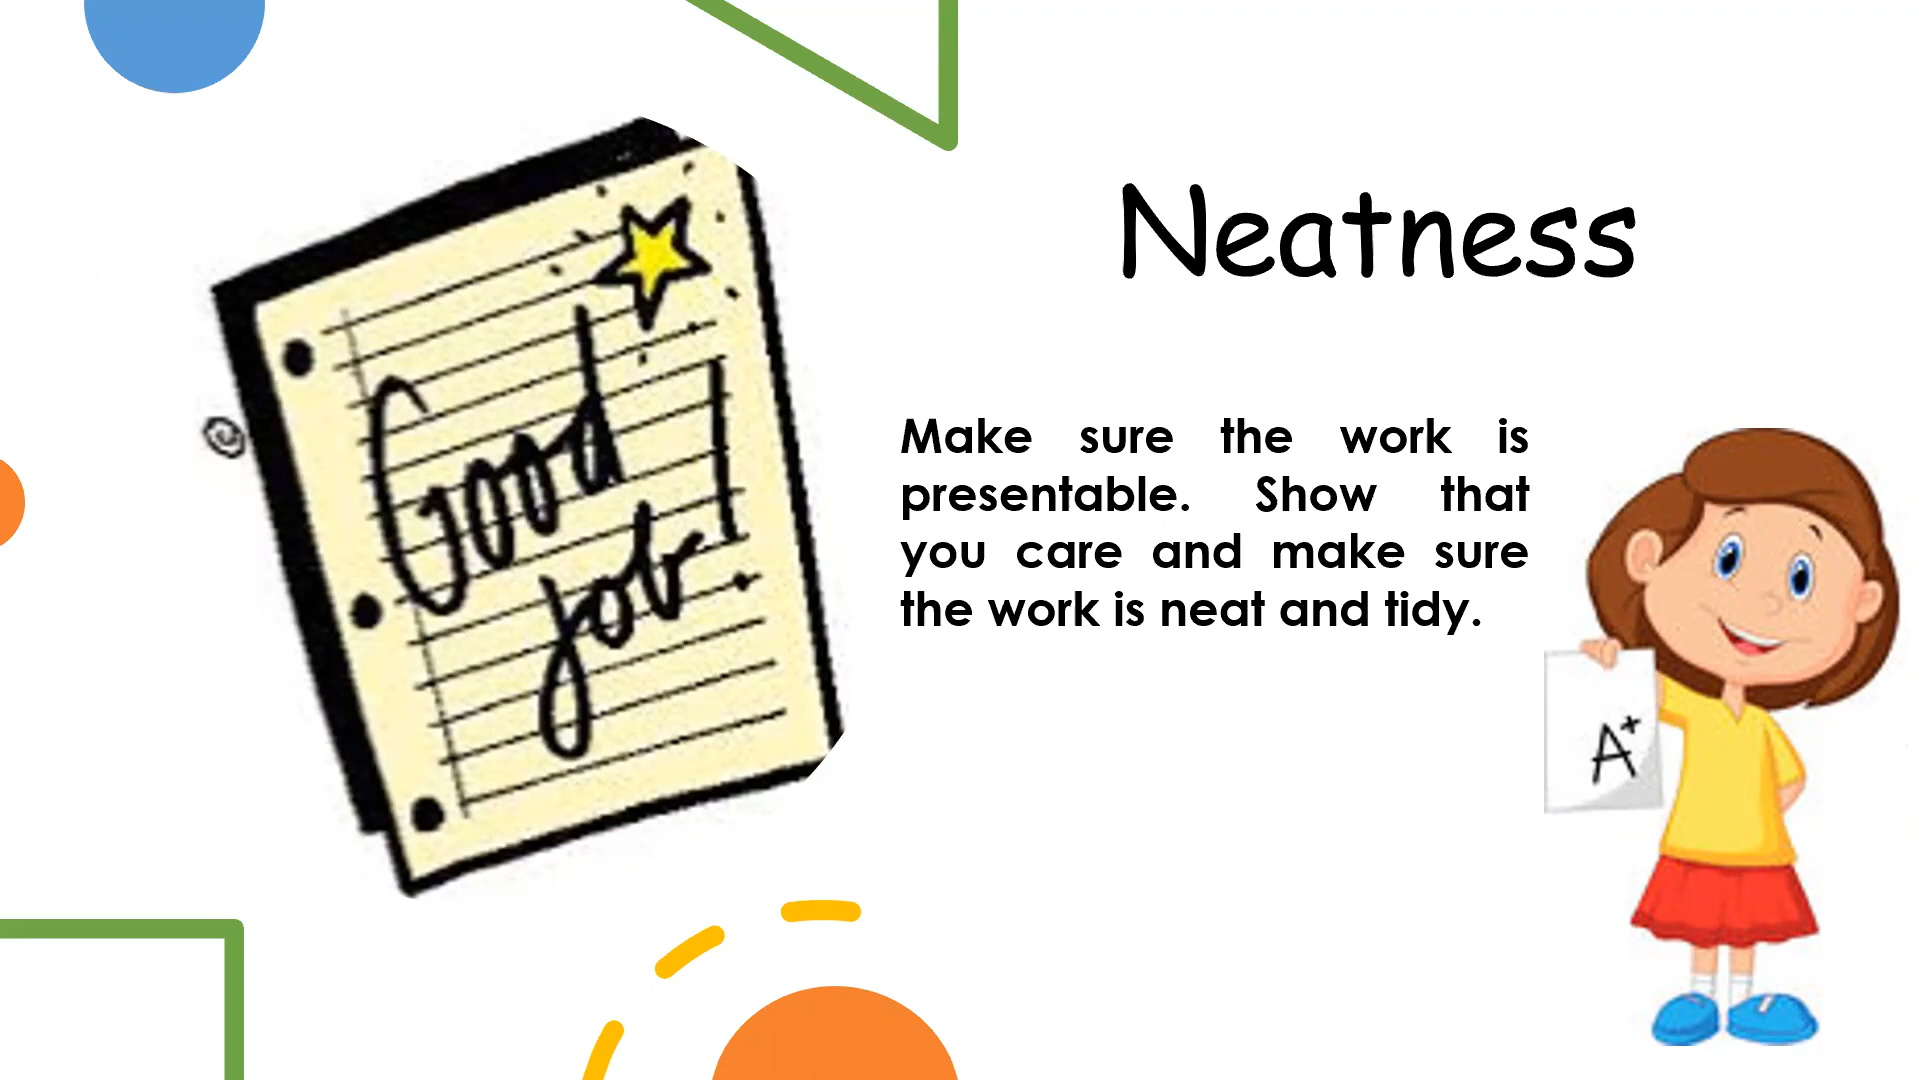 Neatness
Good
job!
Make sure the work is
presentable. Show that
you care and make sure
the work is neat and tidy.
A+